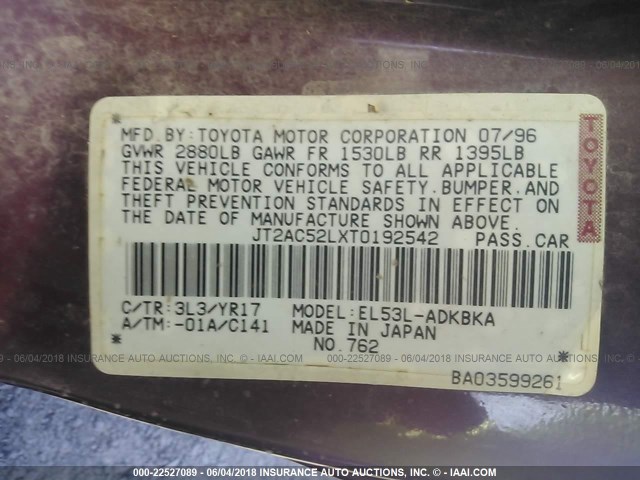 MFD.BY:TOYOTA MOTOR CORPORATION 07/96
GVWR 2880LB GAWR FR 1530LB RR 1395LB
THIS VEHICLE CONFORMS TO ALL APPLICABLE
FEDERAL MOTOR VEHICLE SAFETY.BUMPER.AND
THEFT PREVENTION STANDARDS IN EFFECT ON
THE DATE OF MANUFACTURE SHOWN ABOVE.
JT2AC52LXT0192542 PASS.CAR
TOYOTA
C/TR:3L3/YR17 MODEL:EL53L-ADKBKA
A/TM:-01A/C141 MADE IN JAPAN
NO.762
* *
BA03599261
000-22527089 - 06/04/2018 INSURANCE AUTO AUCTIONS, INC. - © IAAI.COM